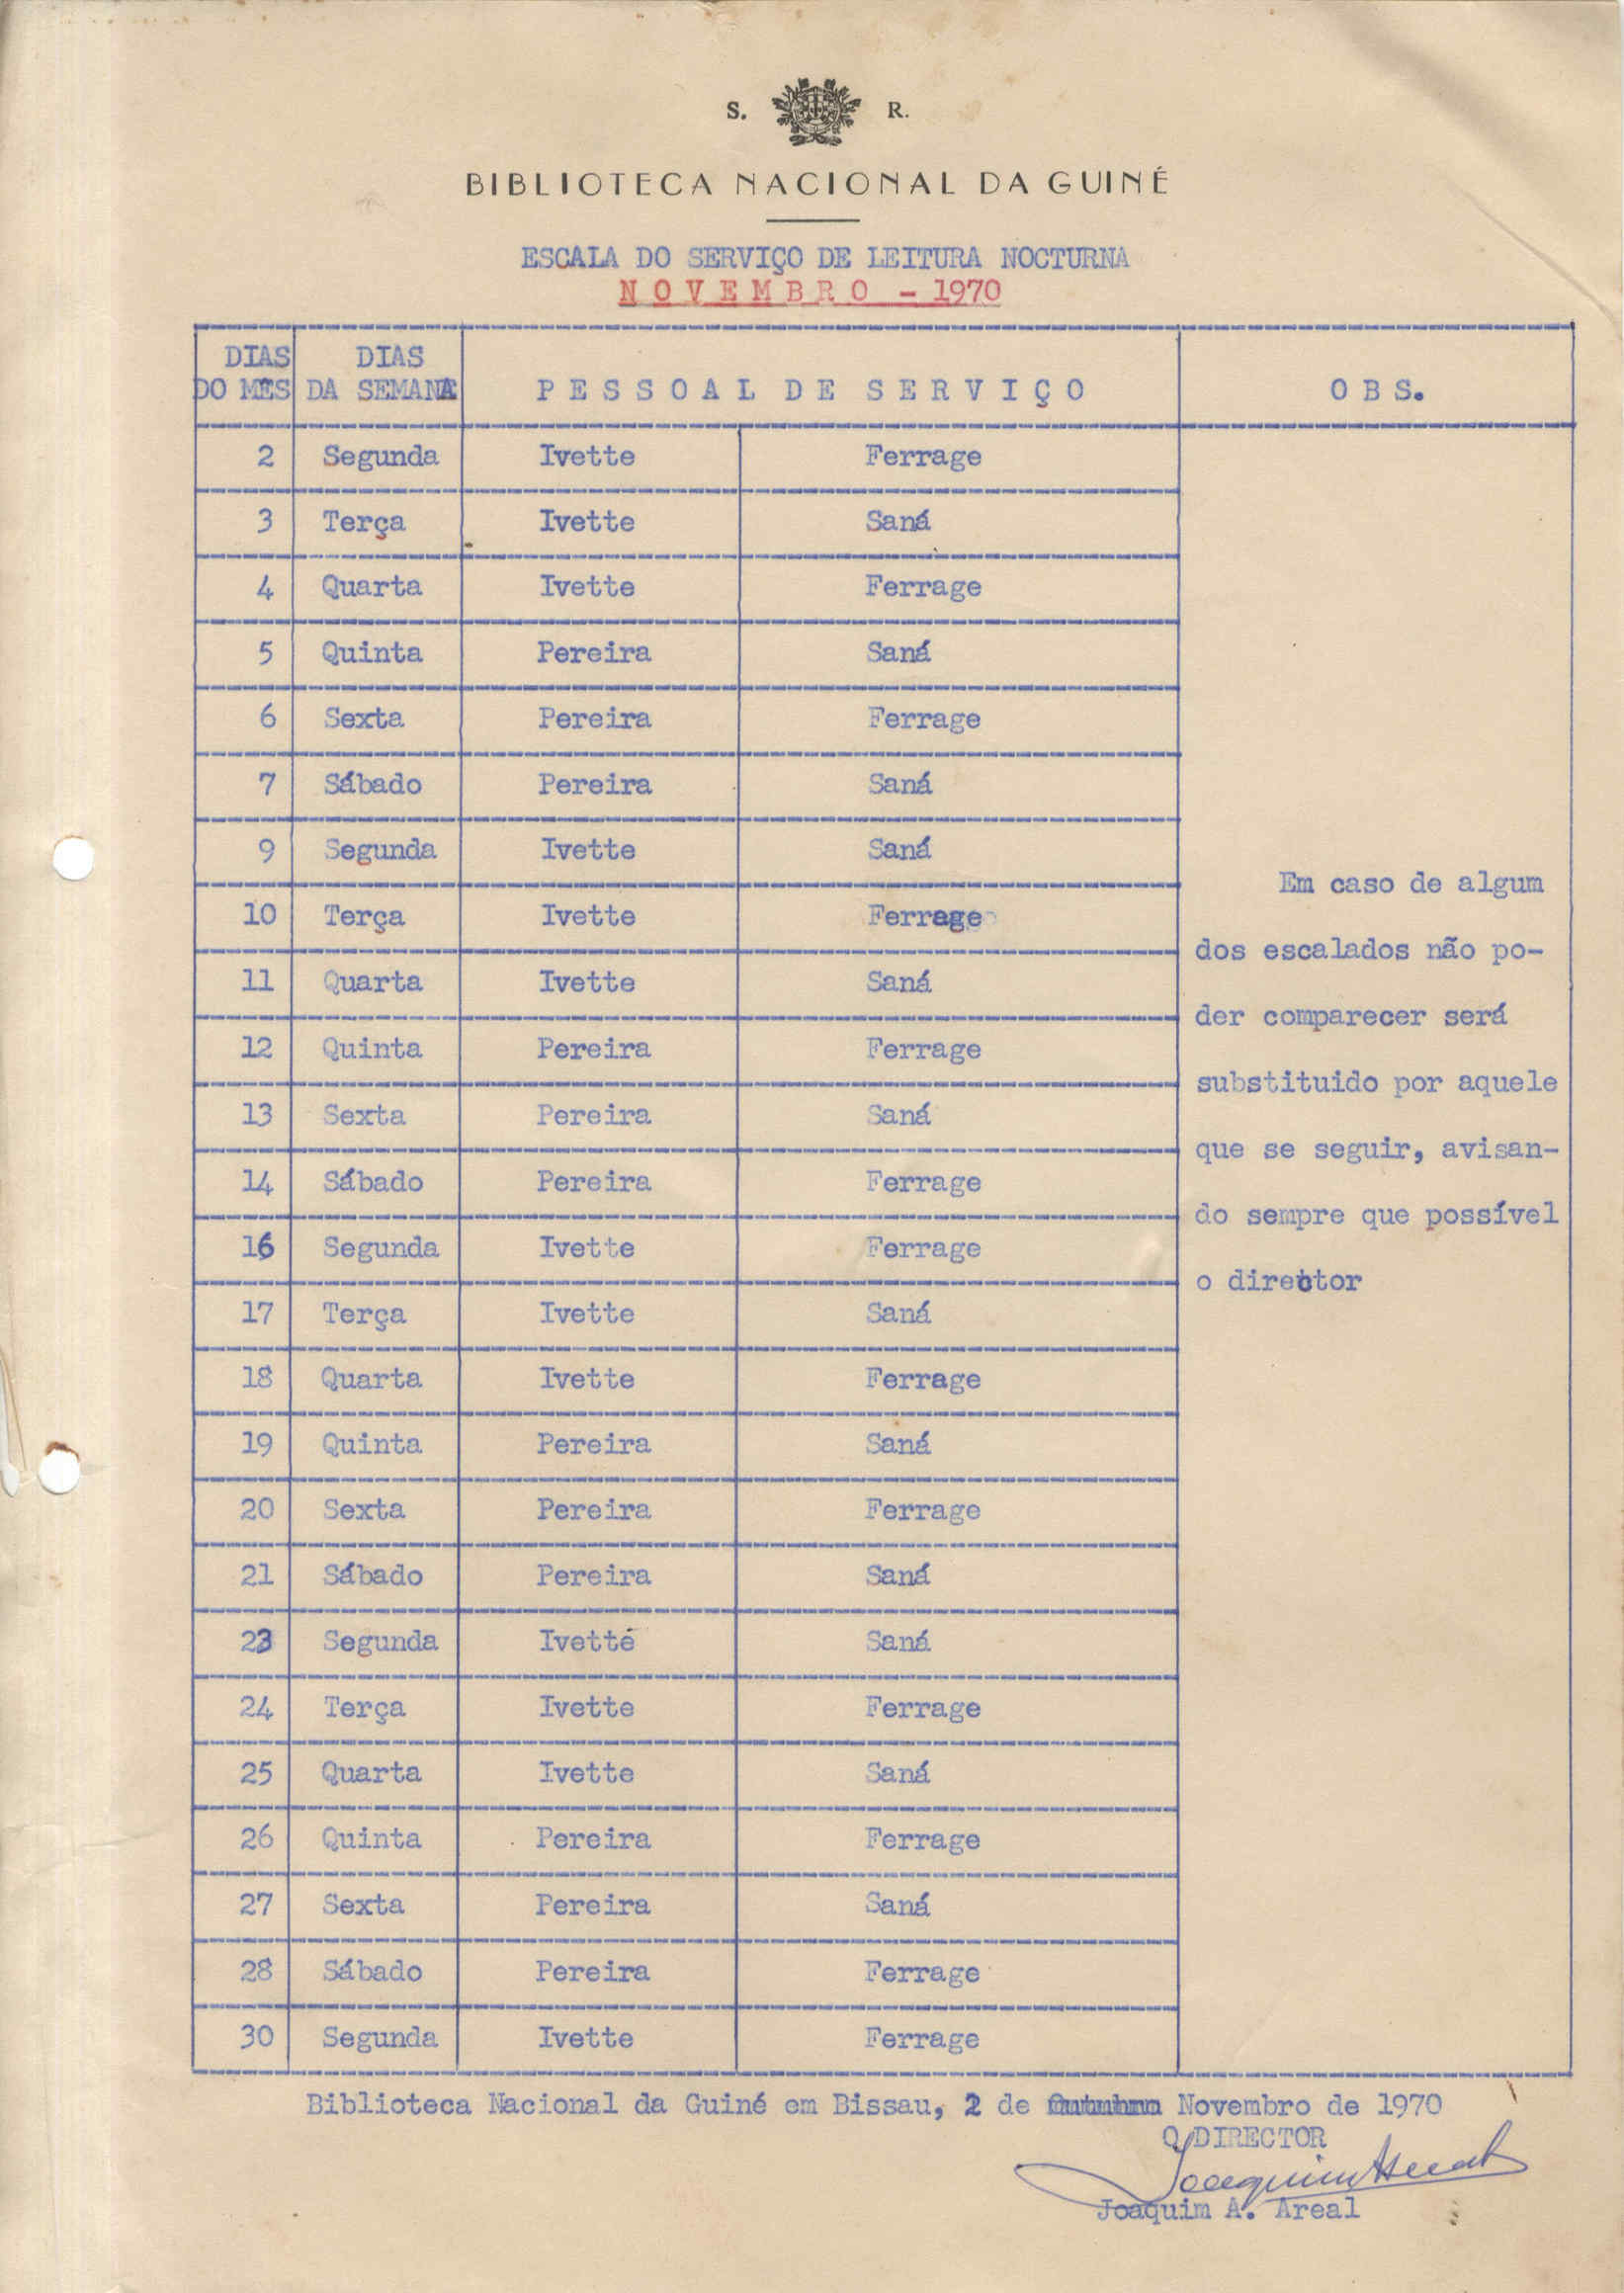 S. R.
BIBLIOTECA NACIONAL DA GUINÉ
ESCALA DO SERVIÇO DE LEITURA NOCTURNA
NOVEMBRO - 1970
DIAS DO MÊS DIAS DA SEMANA PESSOAL DE SERVIÇO OBS.
2 Segunda Ivette Ferrage
3 Terça Ivette Saná
4 Quarta Ivette Ferrage
5 Quinta Pereira Saná
6 Sexta Pereira Ferrage
7 Sábado Pereira Saná
9 Segunda Ivette Saná
10 Terça Ivette Ferrage
11 Quarta Ivette Saná
12 Quinta Pereira Ferrage
13 Sexta Pereira Saná
14 Sábado Pereira Ferrage
16 Segunda Ivette Ferrage
17 Terça Ivette Saná
18 Quarta Ivette Ferrage
19 Quinta Pereira Saná
20 Sexta Pereira Ferrage
21 Sábado Pereira Saná
23 Segunda Ivette Saná
24 Terça Ivette Ferrage
25 Quarta Ivette Saná
26 Quinta Pereira Ferrage
27 Sexta Pereira Saná
28 Sábado Pereira Ferrage
30 Segunda Ivette Ferrage
Em caso de algum
dos escalados não po-
der comparecer será
substituido por aquele
que se seguir, avisan-
do sempre que possível
o director
Biblioteca Nacional da Guiné em Bissau, 2 de Novembro de 1970
O DIRECTOR
Joaquim A. Areal